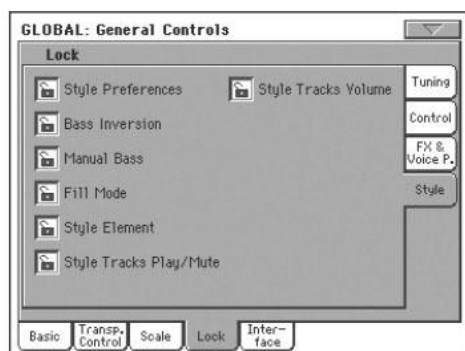 GLOBAL: General Controls
Lock
Style Preferences
Style Tracks Volume
Bass Inversion
Manual Bass
Fill Mode
Style Element
Style Tracks Play/Mute
Tuning
Control
FX &
Voice P.
Style
Basic
Transp.
Control
Scale
Lock
Inter-
face